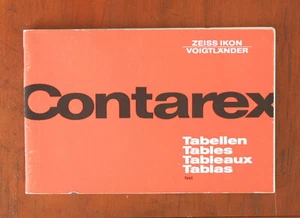 ZEISS IKON
VOIGTLÄNDER
Contarex
Tabellen
Tables
Tableaux
Tablas